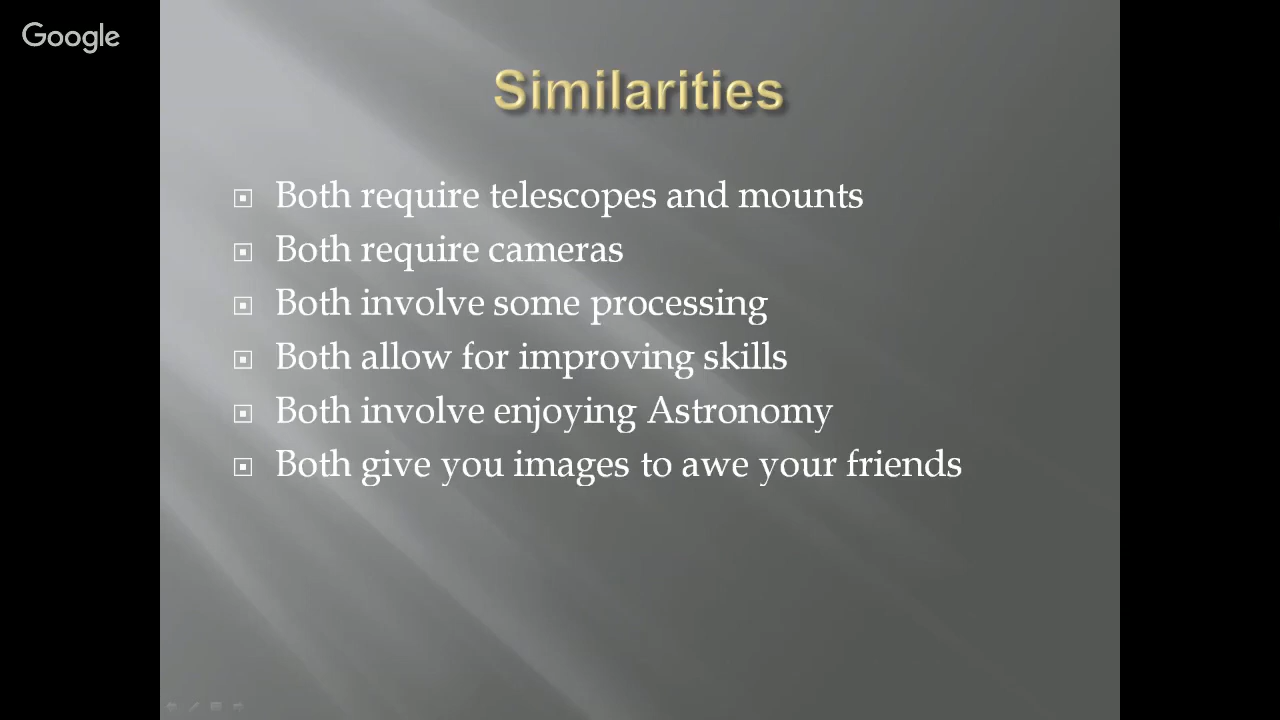 Google
Similarities
Both require telescopes and mounts
Both require cameras
Both involve some processing
Both allow for improving skills
Both involve enjoying Astronomy
Both give you images to awe your friends